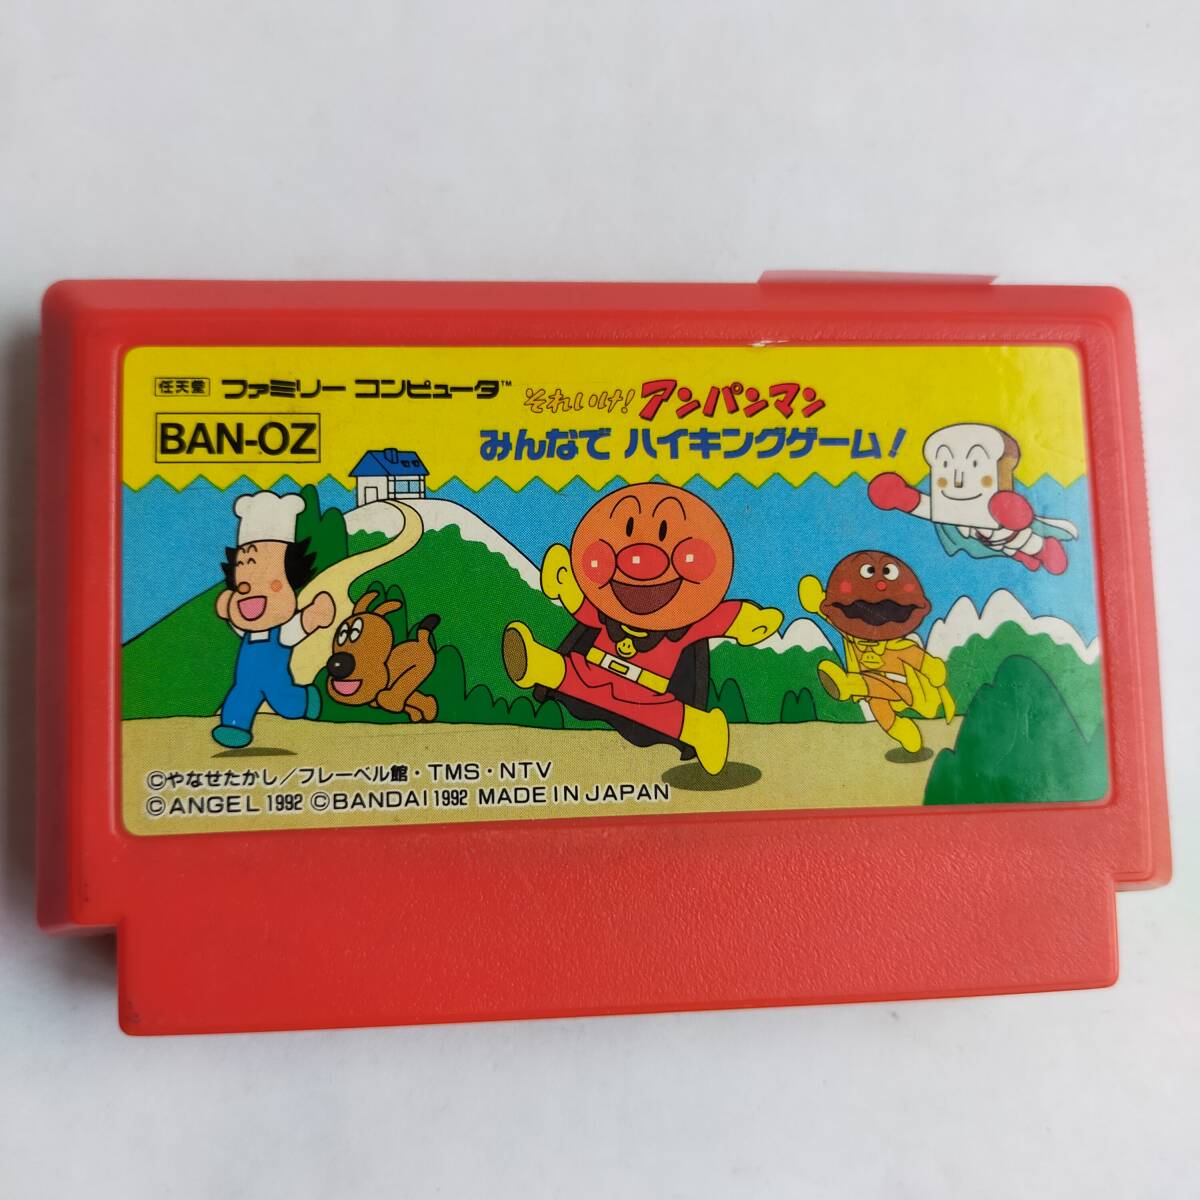 任天堂 ファミリー コンピュータ™
BAN-OZ
それいけ! アンパンマン
みんなで ハイキングゲーム!
©やなせたかし/フレーベル館・TMS・NTV
©ANGEL 1992 ©BANDAI 1992 MADE IN JAPAN